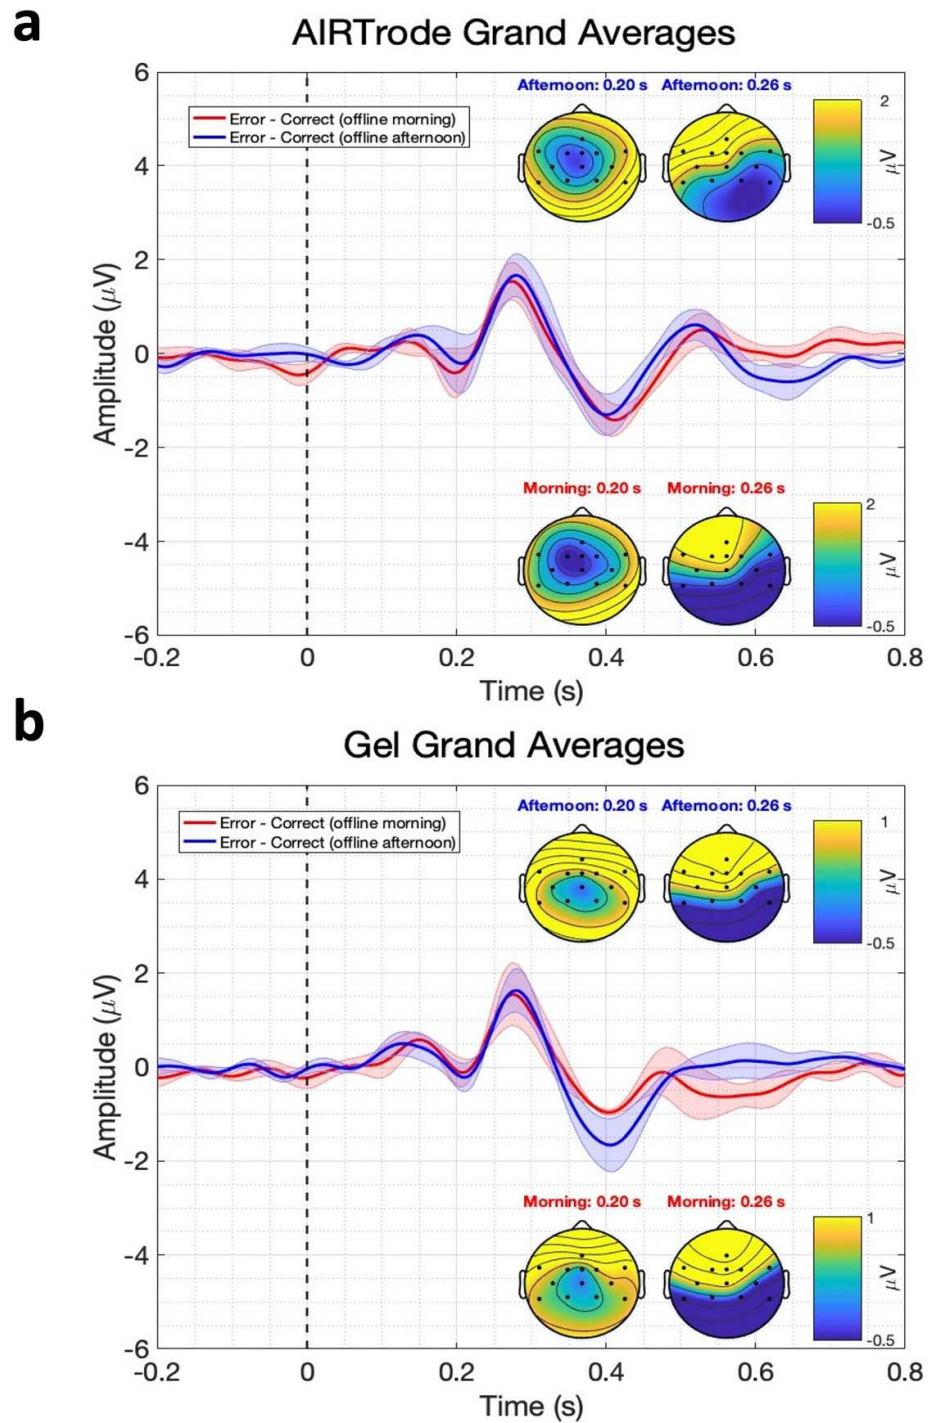 a
AIRTrode Grand Averages
Error - Correct (offline morning)
Error - Correct (offline afternoon)
Afternoon: 0.20 s
Afternoon: 0.26 s
2
μV
-0.5
6
4
2
0
-2
-4
-6
Amplitude (μV)
Morning: 0.20 s
Morning: 0.26 s
2
μV
-0.5
-0.2
0
0.2
0.4
0.6
0.8
Time (s)
b
Gel Grand Averages
Error - Correct (offline morning)
Error - Correct (offline afternoon)
Afternoon: 0.20 s
Afternoon: 0.26 s
1
μV
-0.5
6
4
2
0
-2
-4
-6
Amplitude (μV)
Morning: 0.20 s
Morning: 0.26 s
1
μV
-0.5
-0.2
0
0.2
0.4
0.6
0.8
Time (s)